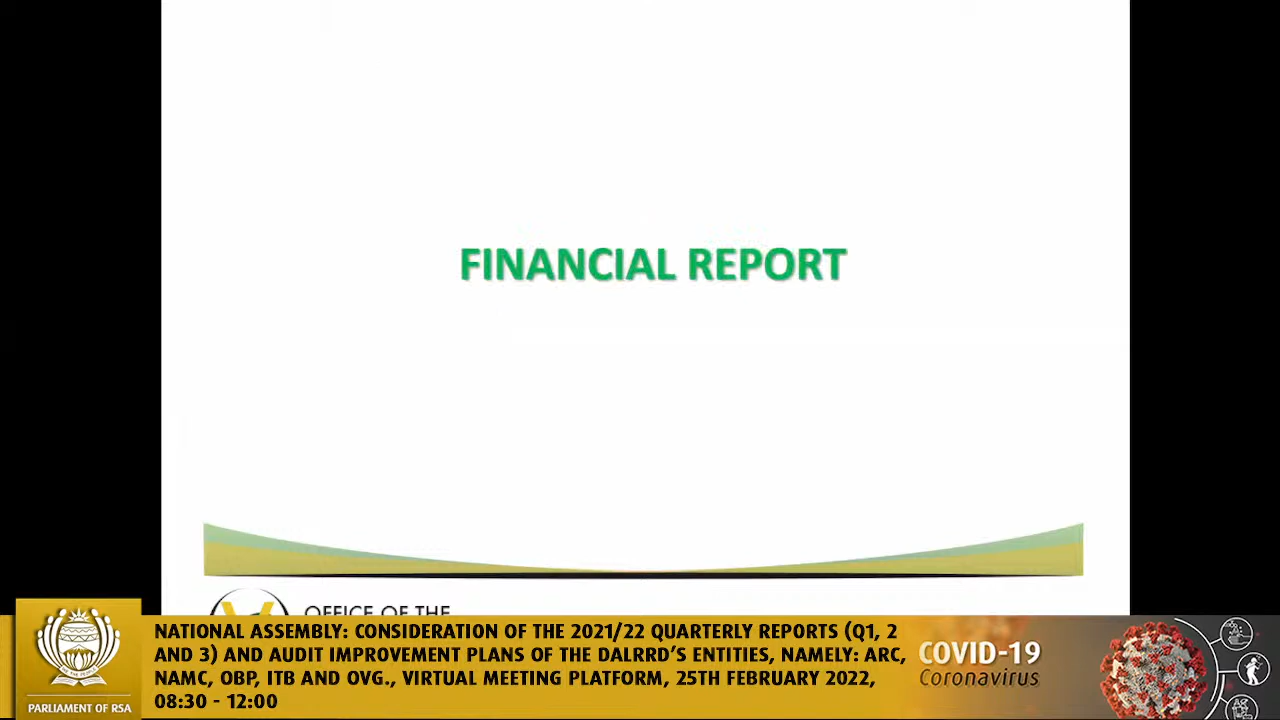 FINANCIAL REPORT
OFFICE OF THE
NATIONAL ASSEMBLY: CONSIDERATION OF THE 2021/22 QUARTERLY REPORTS (Q1, 2
AND 3) AND AUDIT IMPROVEMENT PLANS OF THE DALRRD'S ENTITIES, NAMELY: ARC,
NAMC, OBP, ITB AND OVG., VIRTUAL MEETING PLATFORM, 25TH FEBRUARY 2022,
08:30 - 12:00
PARLIAMENT OF RSA
COVID-19
Coronavirus